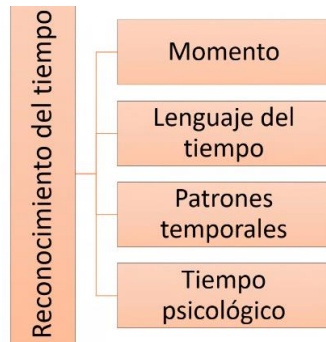 Reconocimiento del tiempo
Momento
Lenguaje del
tiempo
Patrones
temporales
Tiempo
psicológico